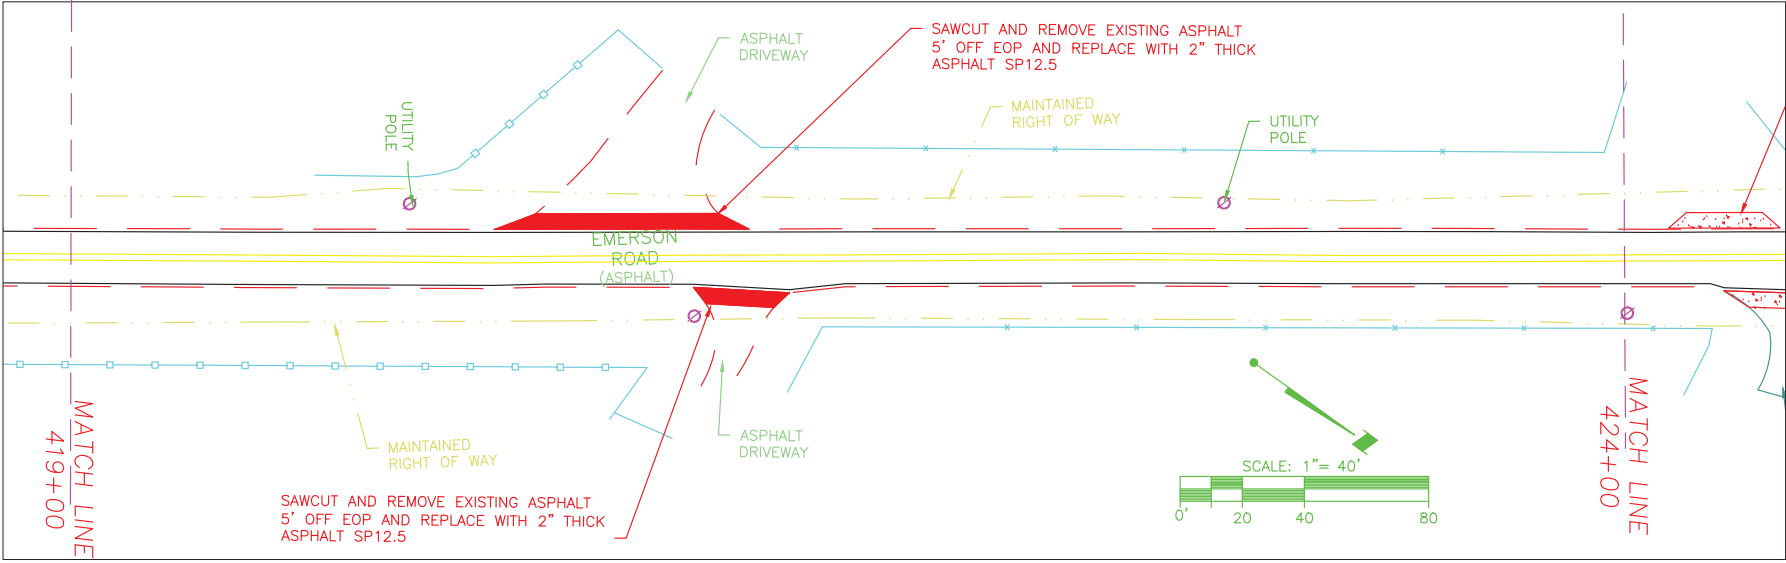 SAWCUT AND REMOVE EXISTING ASPHALT
5' OFF EOP AND REPLACE WITH 2" THICK
ASPHALT SP12.5
ASPHALT
DRIVEWAY
MAINTAINED
RIGHT OF WAY
UTILITY
POLE
UTILITY
POLE
EMERSON
ROAD
(ASPHALT)
MATCH LINE
419+00
MAINTAINED
RIGHT OF WAY
ASPHALT
DRIVEWAY
SAWCUT AND REMOVE EXISTING ASPHALT
5' OFF EOP AND REPLACE WITH 2" THICK
ASPHALT SP12.5
SCALE: 1"= 40'
0' 20 40 80
MATCH LINE
424+00